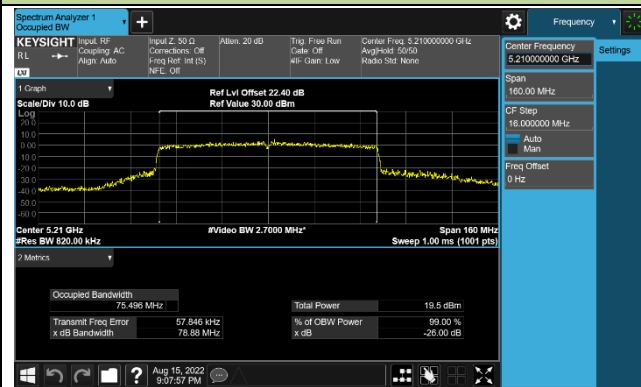 Spectrum Analyzer 1
Occupied BW
Frequency
KEYSIGHT Input: RF Input Z: 50 Ω Atten: 20 dB Trig: Free Run Center Freq: 5.210000000 GHz
RL Coupling: AC Corrections: Off Gate: Off Avg|Hold: 50/50
Align: Auto Freq Ref: Int (S) #IF Gain: Low Radio Std: None
NFE: Off
LXI
Center Frequency
5.210000000 GHz
Settings
Span
160.00 MHz
CF Step
16.000000 MHz
Auto
Man
Freq Offset
0 Hz
1 Graph
Ref Lvl Offset 22.40 dB
Scale/Div 10.0 dB Ref Value 30.00 dBm
Log
20.0
10.0
0.00
-10.0
-20.0
-30.0
-40.0
-50.0
-60.0
Center 5.21 GHz #Video BW 2.7000 MHz* Span 160 MHz
#Res BW 820.00 kHz Sweep 1.00 ms (1001 pts)
2 Metrics
Occupied Bandwidth
75.496 MHz Total Power 19.5 dBm
Transmit Freq Error 57.846 kHz % of OBW Power 99.00 %
x dB Bandwidth 78.88 MHz x dB -26.00 dB
Aug 15, 2022
9:07:57 PM